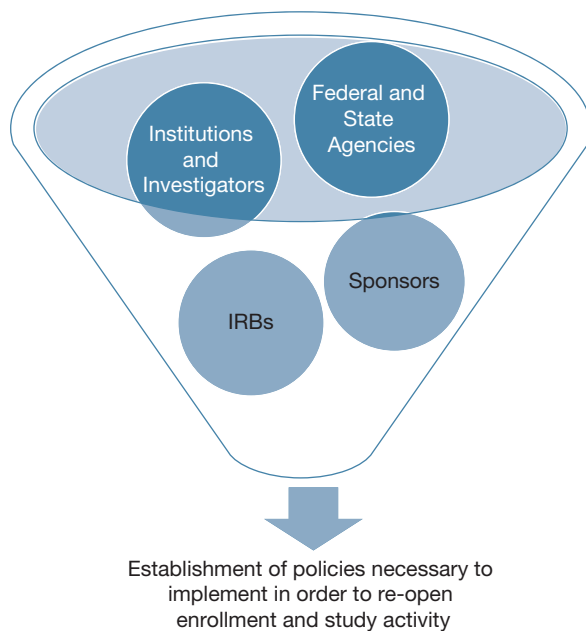 Federal and
State
Agencies
Institutions
and
Investigators
Sponsors
IRBs
Establishment of policies necessary to
implement in order to re-open
enrollment and study activity